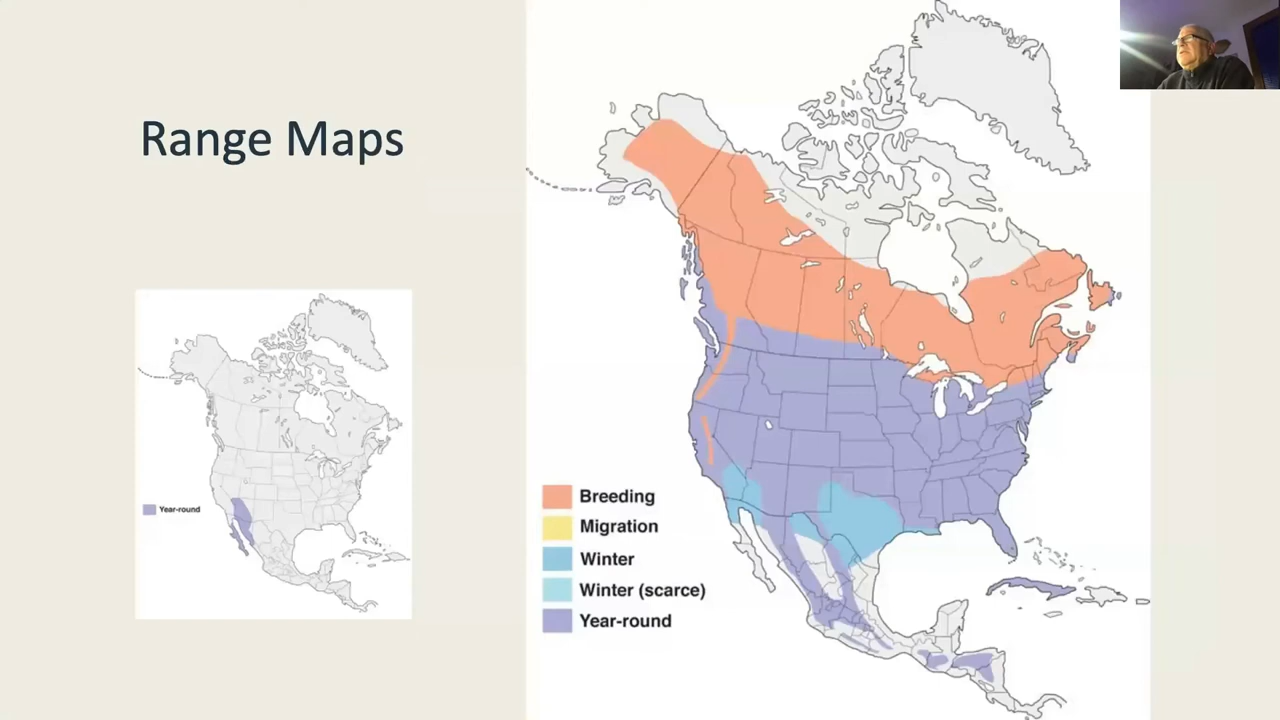 Range Maps
Year-round
Breeding
Migration
Winter
Winter (scarce)
Year-round